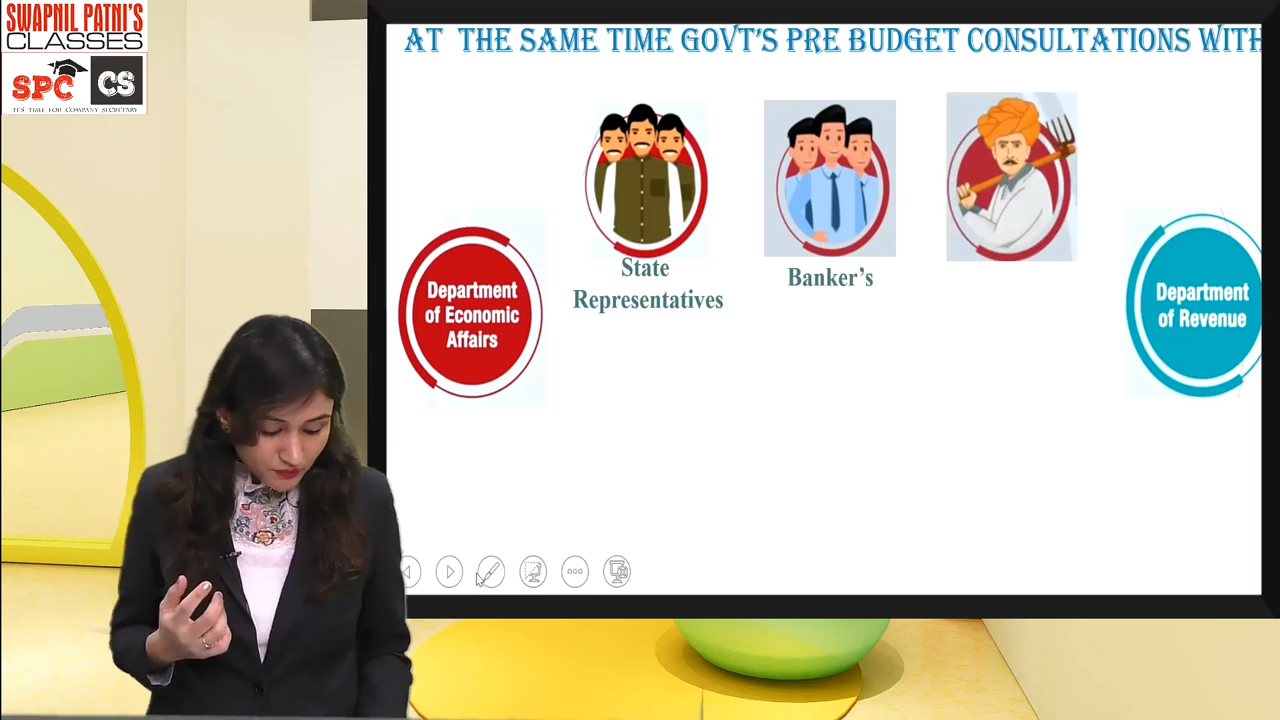 SWAPNIL PATNI'S
CLASSES
SPC CS
IT'S TIME FOR COMPANY SECRETARY
AT THE SAME TIME GOVT'S PRE BUDGET CONSULTATIONS WITH
State
Representatives
Banker's
Department
of Economic
Affairs
Department
of Revenue